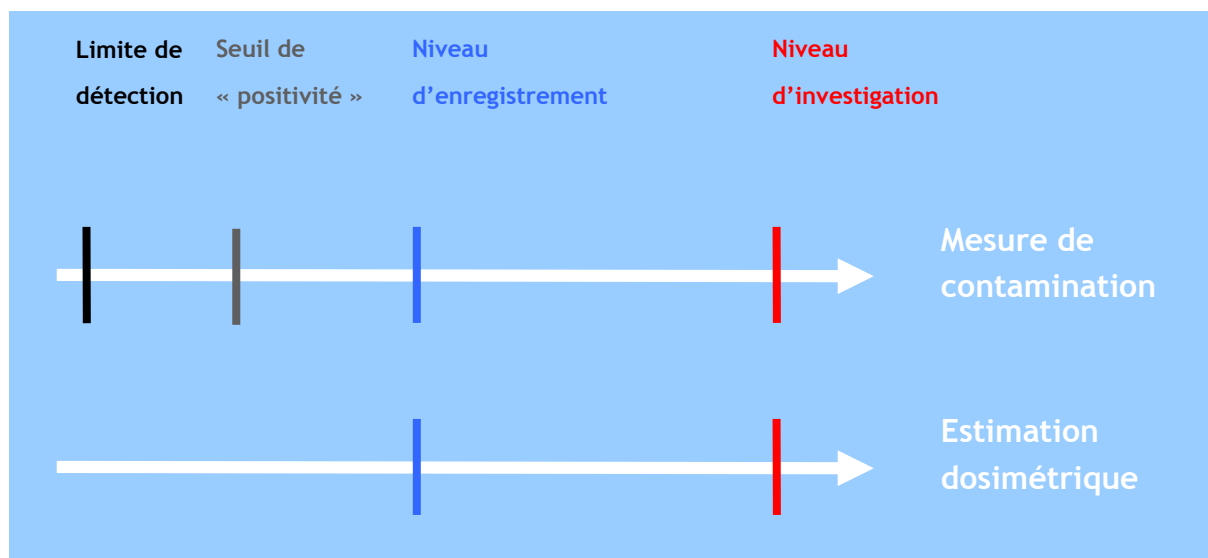 Limite de
détection
Seuil de
« positivité »
Niveau
d’enregistrement
Niveau
d’investigation
Mesure de
contamination
Estimation
dosimétrique